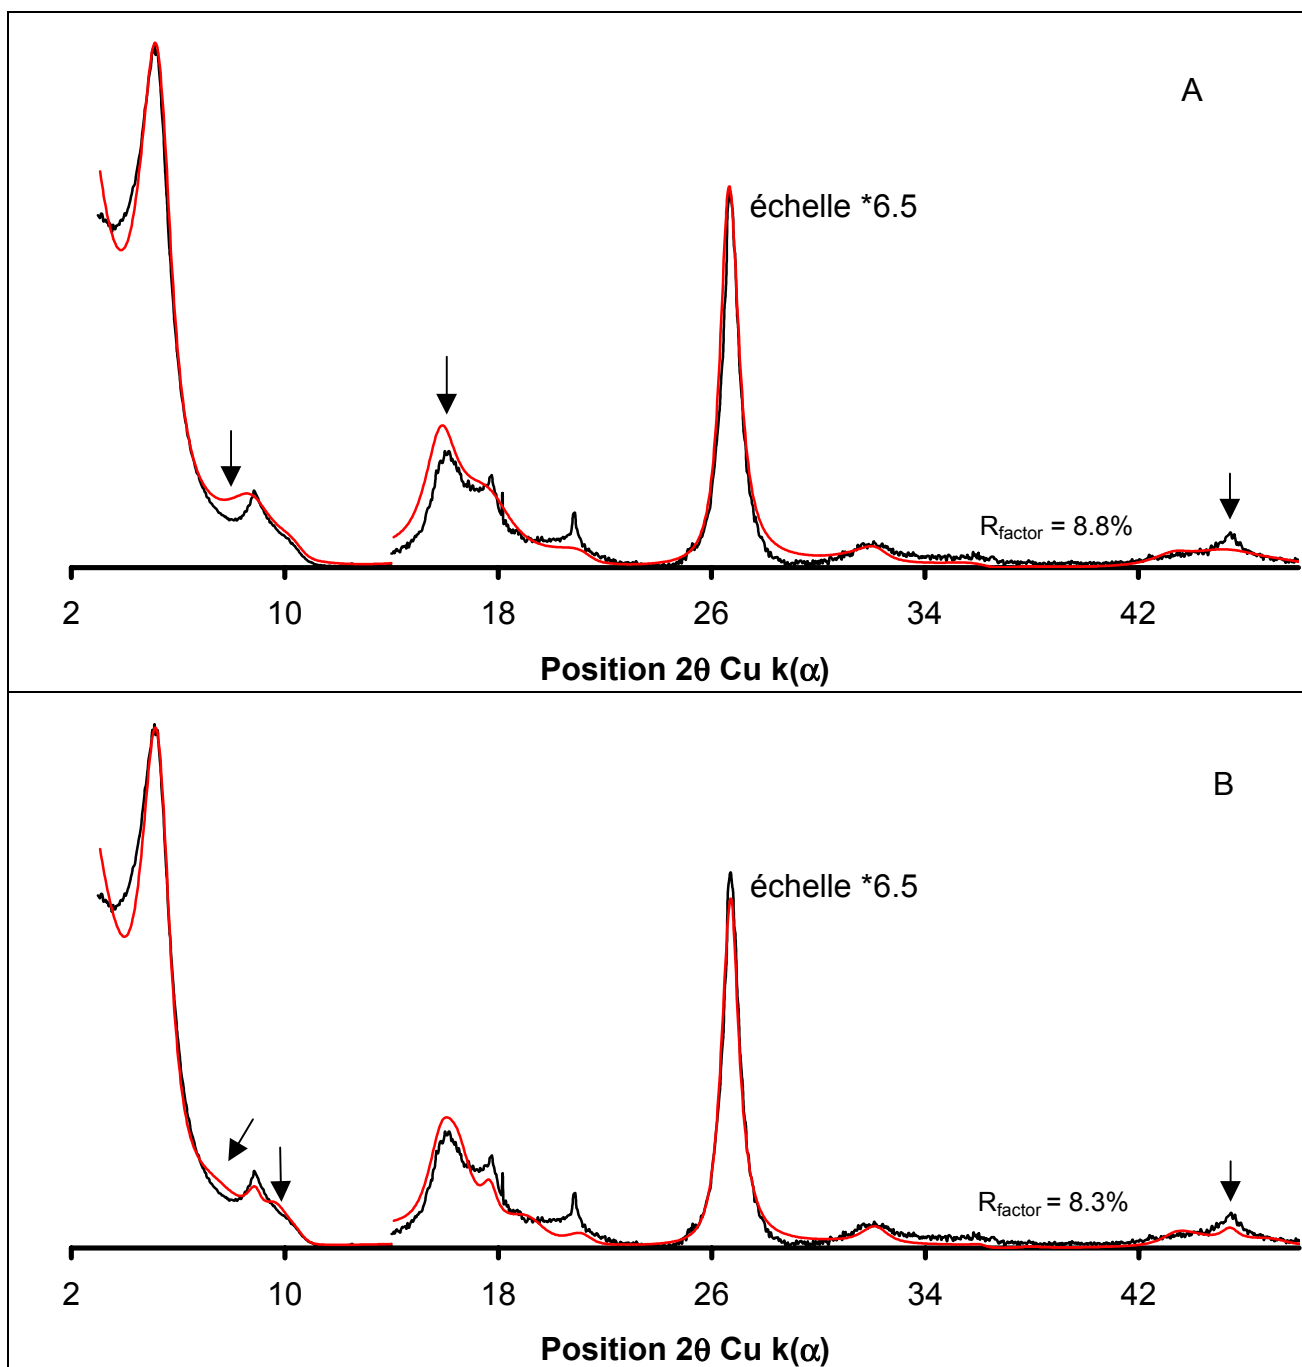 A
échelle *6.5
Rfactor = 8.8%
2 10 18 26 34 42
Position 2θ Cu k(α)
B
échelle *6.5
Rfactor = 8.3%
2 10 18 26 34 42
Position 2θ Cu k(α)